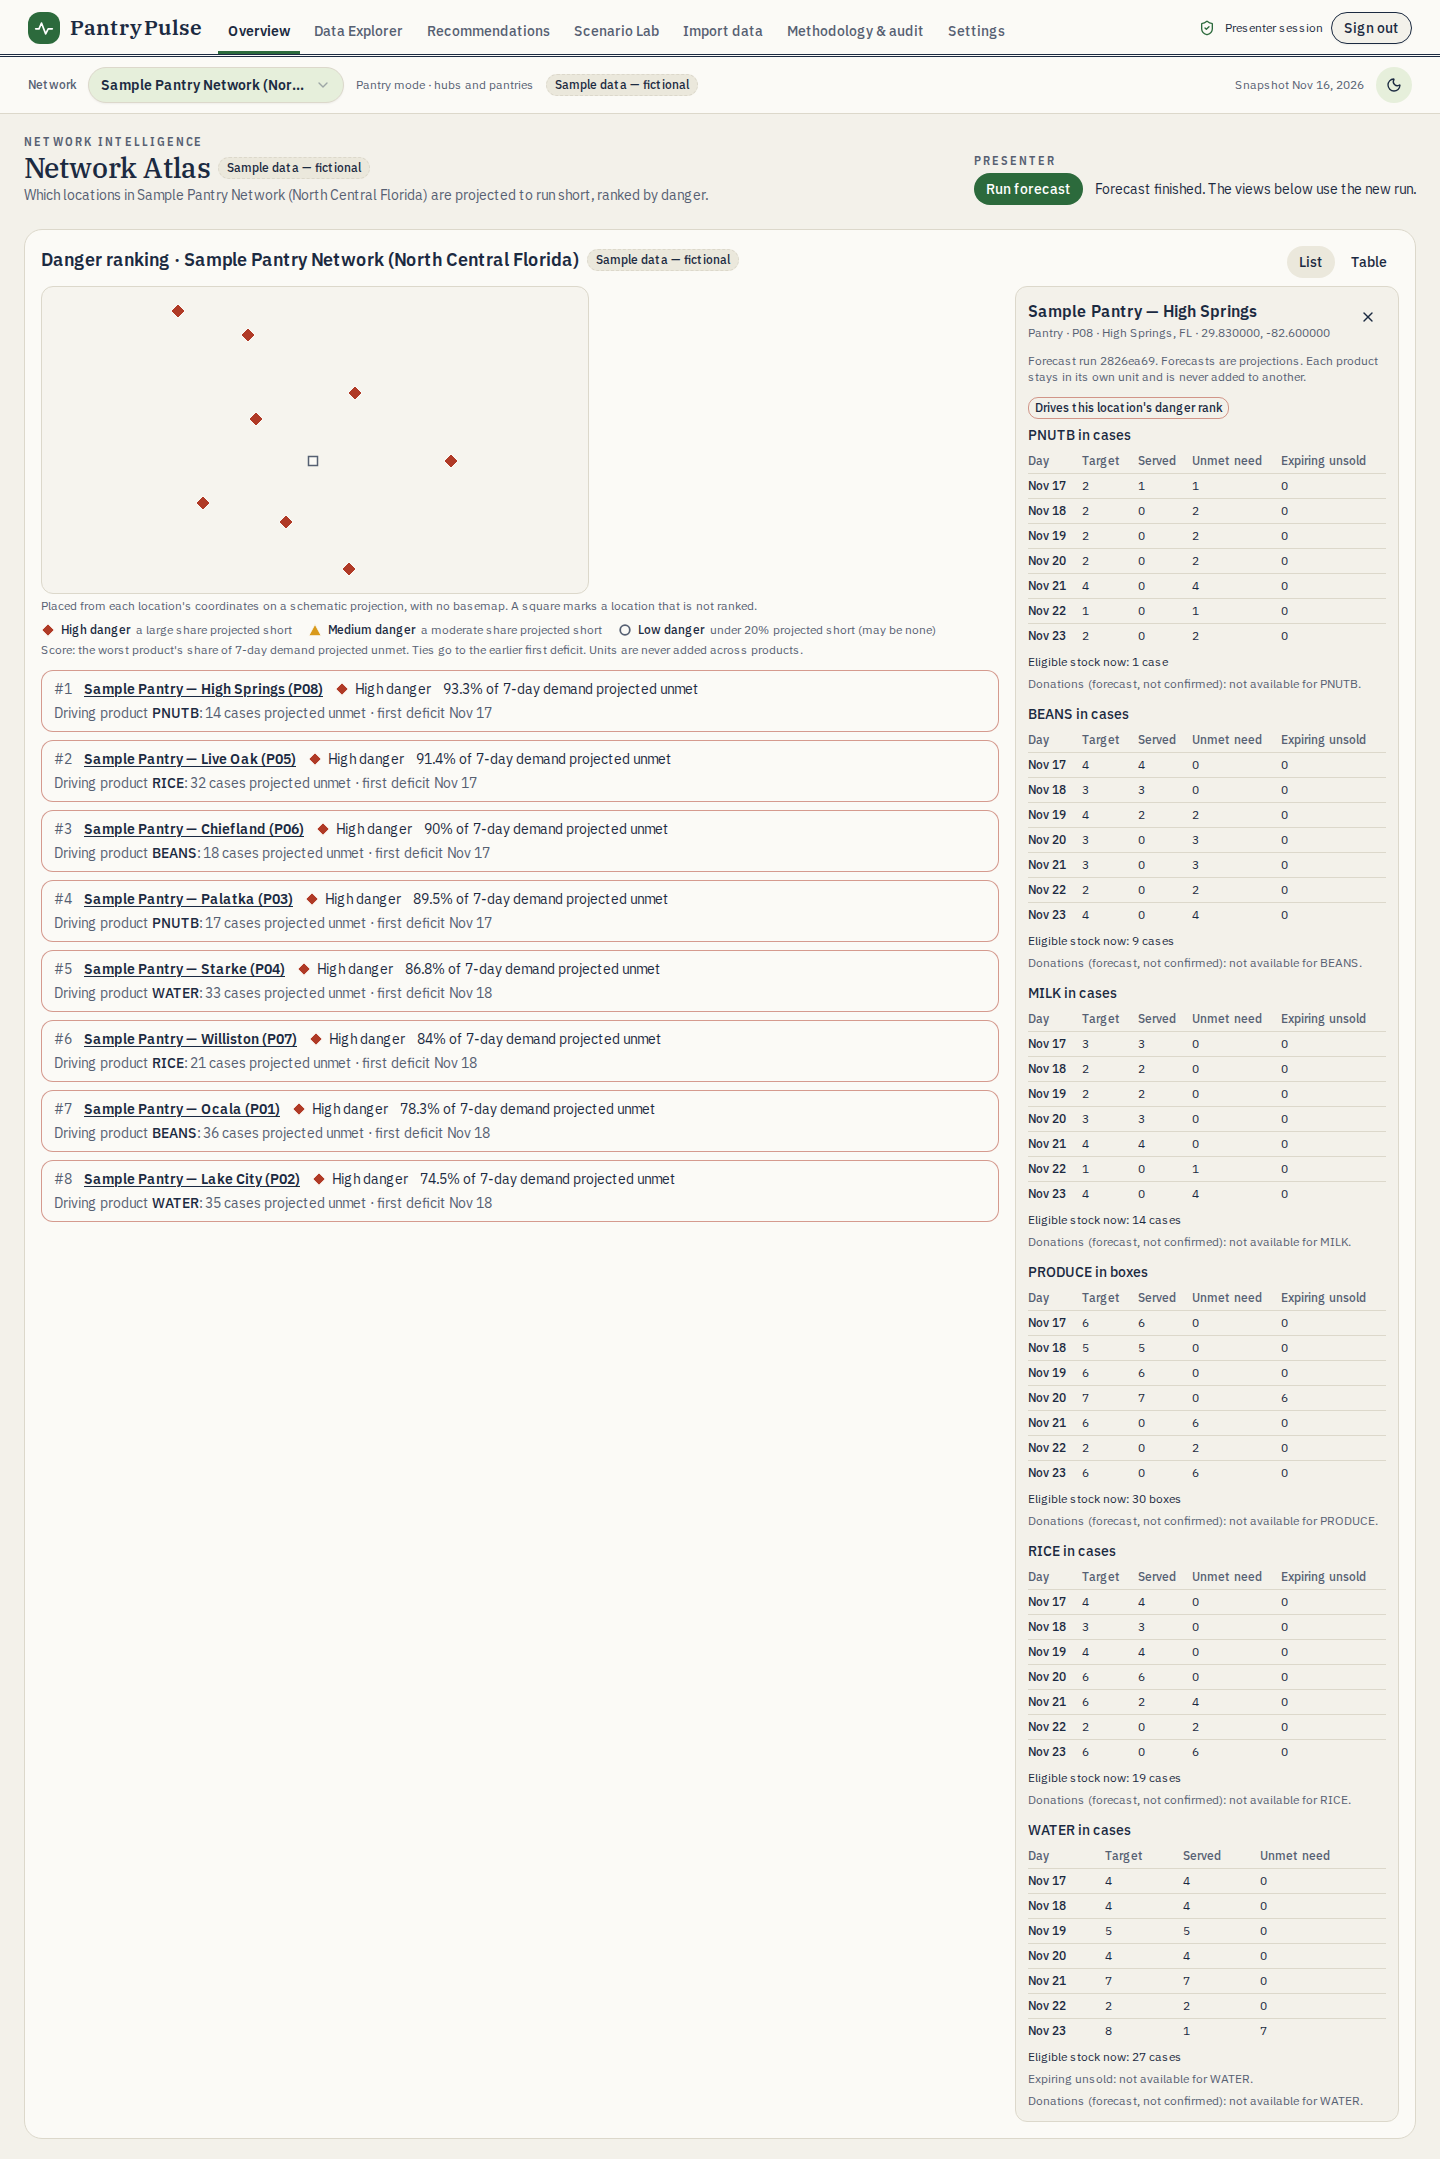 PantryPulse
Overview
Data Explorer
Recommendations
Scenario Lab
Import data
Methodology & audit
Settings
Presenter session
Sign out
Network
Sample Pantry Network (Nor...
Pantry mode · hubs and pantries
Sample data — fictional
Snapshot Nov 16, 2026
NETWORK INTELLIGENCE
Network Atlas
Sample data — fictional
Which locations in Sample Pantry Network (North Central Florida) are projected to run short, ranked by danger.
PRESENTER
Run forecast
Forecast finished. The views below use the new run.
Danger ranking · Sample Pantry Network (North Central Florida)
Sample data — fictional
List
Table
Placed from each location's coordinates on a schematic projection, with no basemap. A square marks a location that is not ranked.
High danger a large share projected short
Medium danger a moderate share projected short
Low danger under 20% projected short (may be none)
Score: the worst product's share of 7-day demand projected unmet. Ties go to the earlier first deficit. Units are never added across products.
#1 Sample Pantry — High Springs (P08) High danger 93.3% of 7-day demand projected unmet
Driving product PNUTB: 14 cases projected unmet · first deficit Nov 17
#2 Sample Pantry — Live Oak (P05) High danger 91.4% of 7-day demand projected unmet
Driving product RICE: 32 cases projected unmet · first deficit Nov 17
#3 Sample Pantry — Chiefland (P06) High danger 90% of 7-day demand projected unmet
Driving product BEANS: 18 cases projected unmet · first deficit Nov 17
#4 Sample Pantry — Palatka (P03) High danger 89.5% of 7-day demand projected unmet
Driving product PNUTB: 17 cases projected unmet · first deficit Nov 17
#5 Sample Pantry — Starke (P04) High danger 86.8% of 7-day demand projected unmet
Driving product WATER: 33 cases projected unmet · first deficit Nov 18
#6 Sample Pantry — Williston (P07) High danger 84% of 7-day demand projected unmet
Driving product RICE: 21 cases projected unmet · first deficit Nov 18
#7 Sample Pantry — Ocala (P01) High danger 78.3% of 7-day demand projected unmet
Driving product BEANS: 36 cases projected unmet · first deficit Nov 18
#8 Sample Pantry — Lake City (P02) High danger 74.5% of 7-day demand projected unmet
Driving product WATER: 35 cases projected unmet · first deficit Nov 18
Sample Pantry — High Springs
Pantry · P08 · High Springs, FL · 29.830000, -82.600000
Forecast run 2826ea69. Forecasts are projections. Each product
stays in its own unit and is never added to another.
Drives this location's danger rank
PNUTB in cases
Day Target Served Unmet need Expiring unsold
Nov 17 2 1 1 0
Nov 18 2 0 2 0
Nov 19 2 0 2 0
Nov 20 2 0 2 0
Nov 21 4 0 4 0
Nov 22 1 0 1 0
Nov 23 2 0 2 0
Eligible stock now: 1 case
Donations (forecast, not confirmed): not available for PNUTB.
BEANS in cases
Day Target Served Unmet need Expiring unsold
Nov 17 4 4 0 0
Nov 18 3 3 0 0
Nov 19 4 2 2 0
Nov 20 3 0 3 0
Nov 21 3 0 3 0
Nov 22 2 0 2 0
Nov 23 4 0 4 0
Eligible stock now: 9 cases
Donations (forecast, not confirmed): not available for BEANS.
MILK in cases
Day Target Served Unmet need Expiring unsold
Nov 17 3 3 0 0
Nov 18 2 2 0 0
Nov 19 2 2 0 0
Nov 20 3 3 0 0
Nov 21 4 4 0 0
Nov 22 1 0 1 0
Nov 23 4 0 4 0
Eligible stock now: 14 cases
Donations (forecast, not confirmed): not available for MILK.
PRODUCE in boxes
Day Target Served Unmet need Expiring unsold
Nov 17 6 6 0 0
Nov 18 5 5 0 0
Nov 19 6 6 0 0
Nov 20 7 7 0 6
Nov 21 6 0 6 0
Nov 22 2 0 2 0
Nov 23 6 0 6 0
Eligible stock now: 30 boxes
Donations (forecast, not confirmed): not available for PRODUCE.
RICE in cases
Day Target Served Unmet need Expiring unsold
Nov 17 4 4 0 0
Nov 18 3 3 0 0
Nov 19 4 4 0 0
Nov 20 6 6 0 0
Nov 21 6 2 4 0
Nov 22 2 0 2 0
Nov 23 6 0 6 0
Eligible stock now: 19 cases
Donations (forecast, not confirmed): not available for RICE.
WATER in cases
Day Target Served Unmet need
Nov 17 4 4 0
Nov 18 4 4 0
Nov 19 5 5 0
Nov 20 4 4 0
Nov 21 7 7 0
Nov 22 2 2 0
Nov 23 8 1 7
Eligible stock now: 27 cases
Expiring unsold: not available for WATER.
Donations (forecast, not confirmed): not available for WATER.